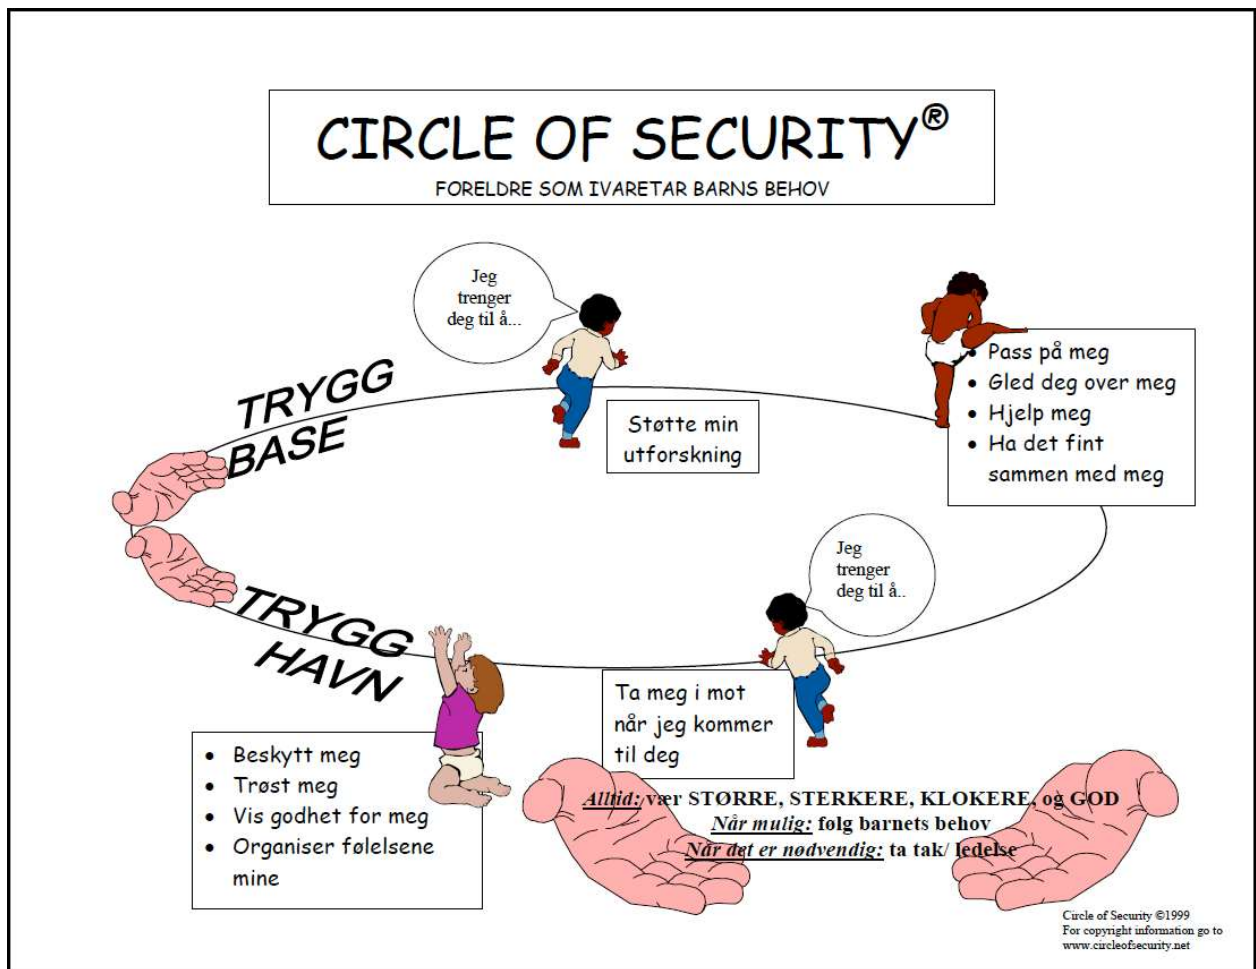 CIRCLE OF SECURITY®
FORELDRE SOM IVARETAR BARNS BEHOV
Jeg
trenger
deg til å...
TRYGG
BASE
Støtte min
utforskning
• Pass på meg
• Gled deg over meg
• Hjelp meg
• Ha det fint
sammen med meg
Jeg
trenger
deg til å..
TRYGG
HAVN
Ta meg i mot
når jeg kommer
til deg
• Beskytt meg
• Trøst meg
• Vis godhet for meg
• Organiser følelsene
mine
Alltid: vær STØRRE, STERKERE, KLOKERE, og GOD
Når mulig: følg barnets behov
Når det er nødvendig: ta tak/ ledelse
Circle of Security ©1999
For copyright information go to
www.circleofsecurity.net